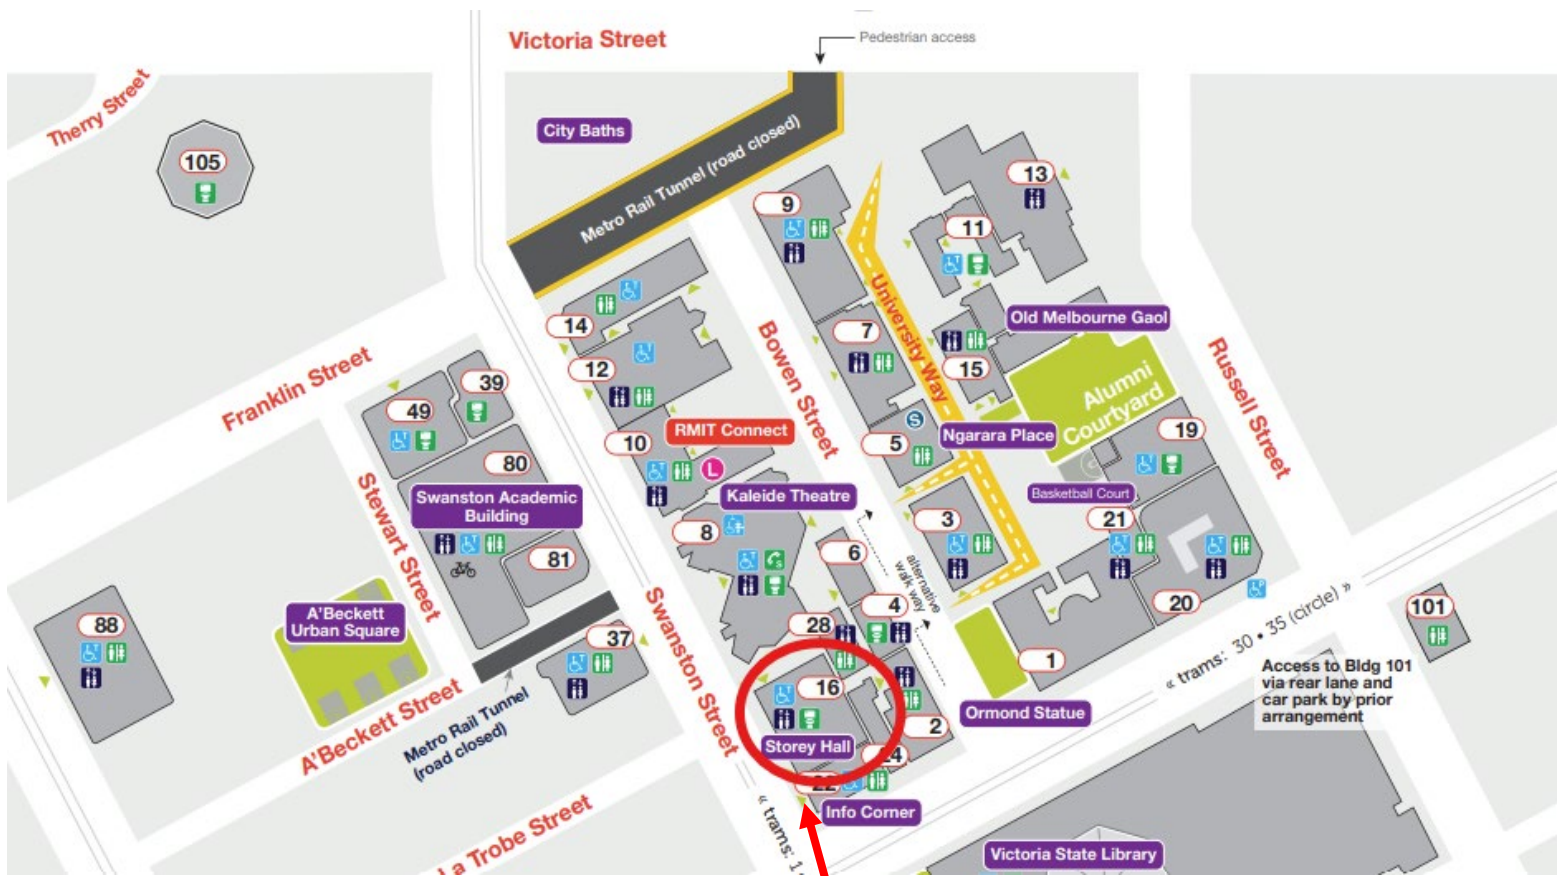 Victoria Street
Pedestrian access
Therry Street
City Baths
105
Metro Rail Tunnel (road closed)
13
9
11
University Way
Old Melbourne Gaol
14
7
Bowen Street
12
15
Russell Street
Franklin Street
39
49
Alumni
Courtyard
RMIT Connect
10
L
S
5
Ngarara Place
19
80
Stewart Street
Swanston Academic
Building
Kaleide Theatre
Basketball Court
8
3
21
81
6
alternative
walk way
Swanston Street
4
20
« trams: 30 • 35 (circle) »
101
A'Beckett
Urban Square
88
37
28
1
Access to Bldg 101
via rear lane and
car park by prior
arrangement
A'Beckett Street
Metro Rail Tunnel
(road closed)
16
Ormond Statue
2
Storey Hall
24
22
Info Corner
« trams: 1
La Trobe Street
Victoria State Library